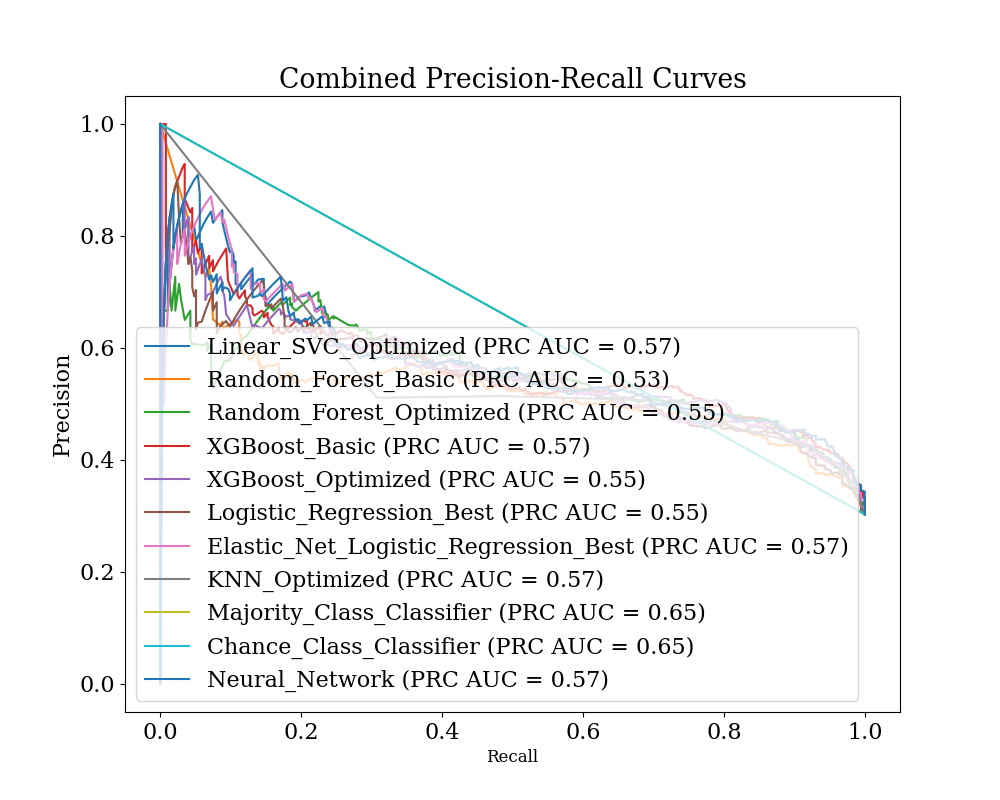 Combined Precision-Recall Curves
1.0
0.8
0.6
0.4
0.2
0.0
Precision
Linear_SVC_Optimized (PRC AUC = 0.57)
Random_Forest_Basic (PRC AUC = 0.53)
Random_Forest_Optimized (PRC AUC = 0.55)
XGBoost_Basic (PRC AUC = 0.57)
XGBoost_Optimized (PRC AUC = 0.55)
Logistic_Regression_Best (PRC AUC = 0.55)
Elastic_Net_Logistic_Regression_Best (PRC AUC = 0.57)
KNN_Optimized (PRC AUC = 0.57)
Majority_Class_Classifier (PRC AUC = 0.65)
Chance_Class_Classifier (PRC AUC = 0.65)
Neural_Network (PRC AUC = 0.57)
0.0 0.2 0.4 0.6 0.8 1.0
Recall